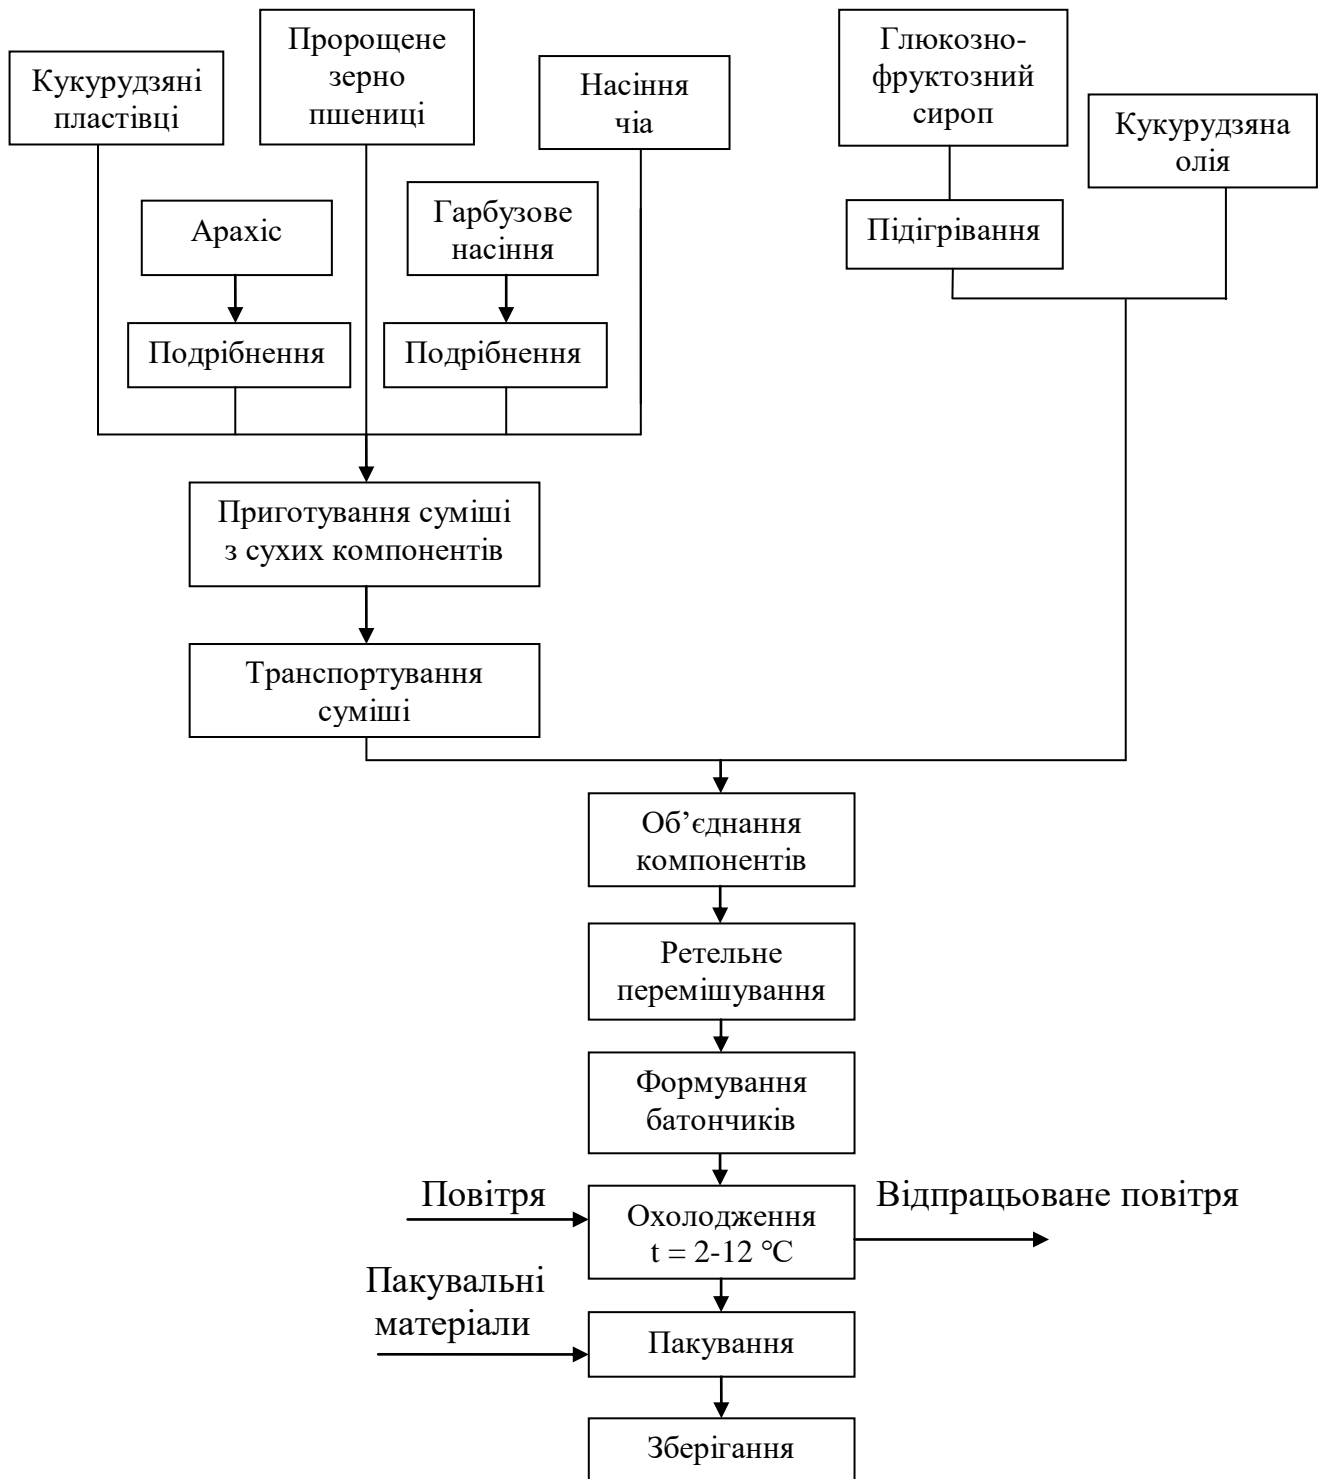 Кукурудзяні
пластівці
Пророщене
зерно
пшениці
Насіння
чіа
Глюкозно-
фруктозний
сироп
Кукурудзяна
олія
Арахіс
Гарбузове
насіння
Підігрівання
Подрібнення
Подрібнення
Приготування суміші
з сухих компонентів
Транспортування
суміші
Об’єднання
компонентів
Ретельне
перемішування
Формування
батончиків
Повітря
Охолодження
t = 2-12 ℃
Відпрацьоване повітря
Пакувальні
матеріали
Пакування
Зберігання